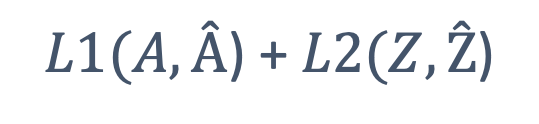 L1(A, Â) + L2(Z, Ẑ)